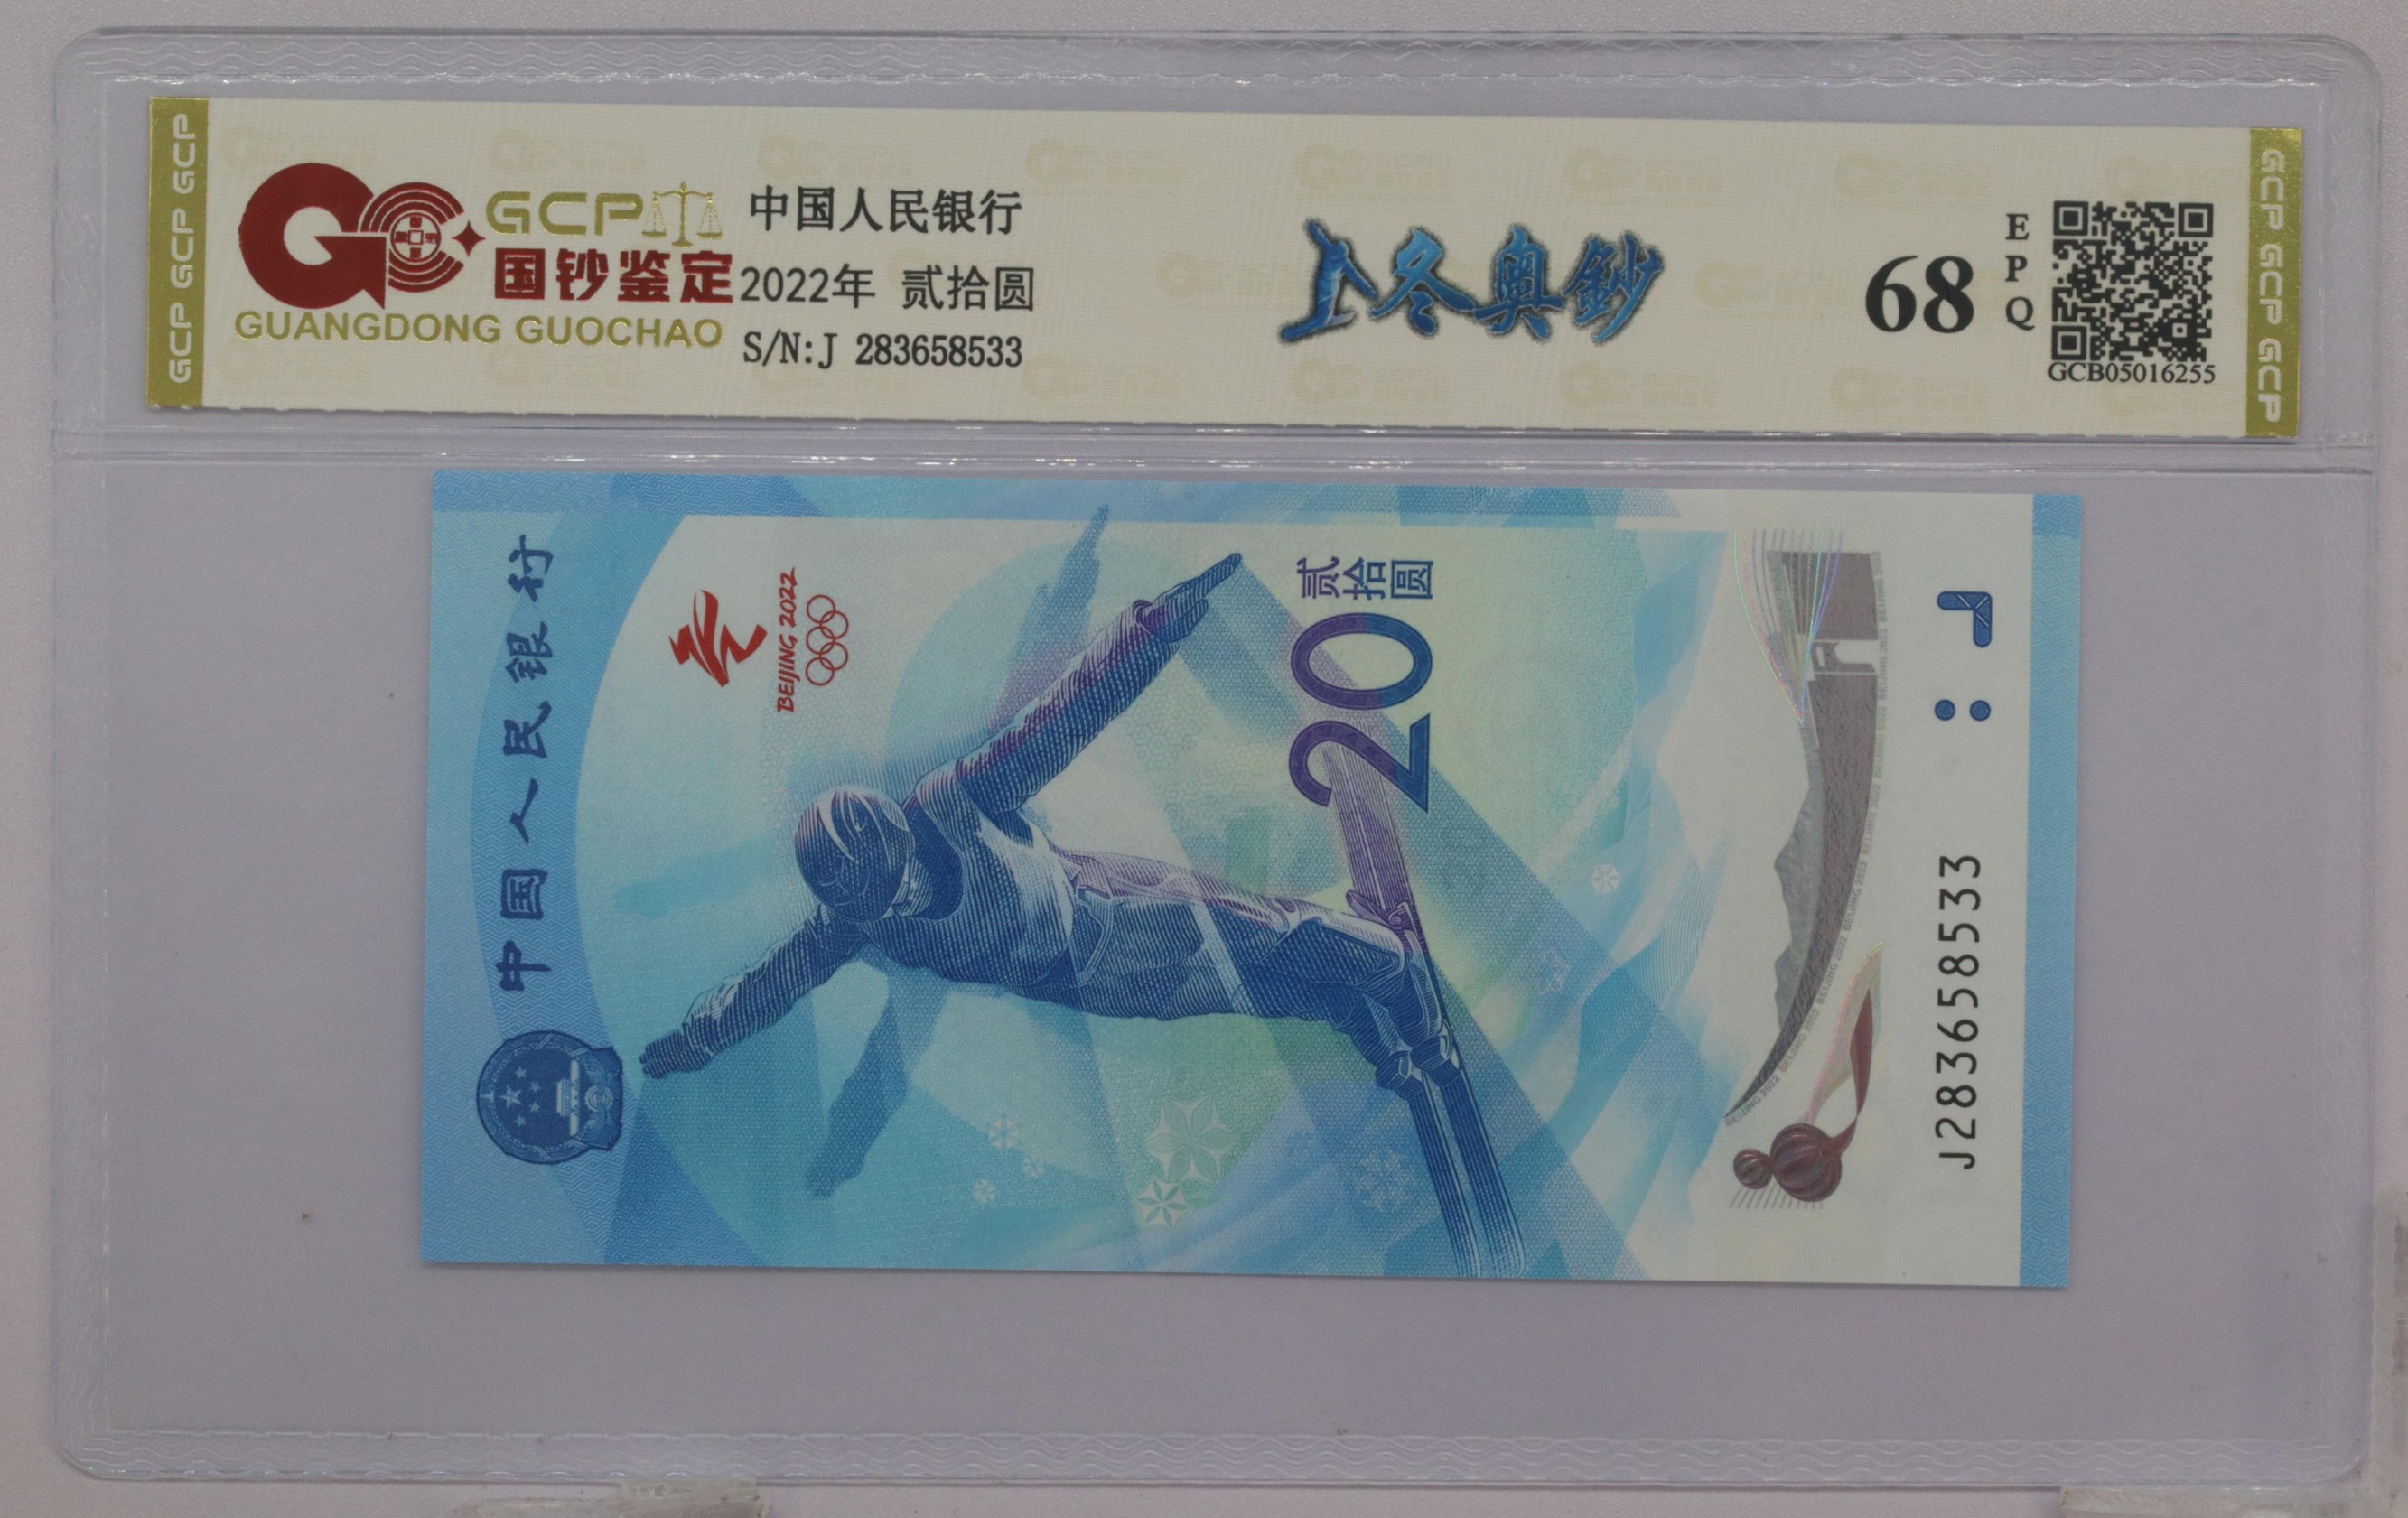 GCP GCP GCP
GCP
国钞鉴定
GUANGDONG GUOCHAO
中国人民银行
2022年 贰拾圆
S/N:J 283658533
冬奥鈔
68
EPQ
GCB05016255
GCP GCP GCP
中国人民银行
BEIJING 2022
贰拾圆
20
J283658533